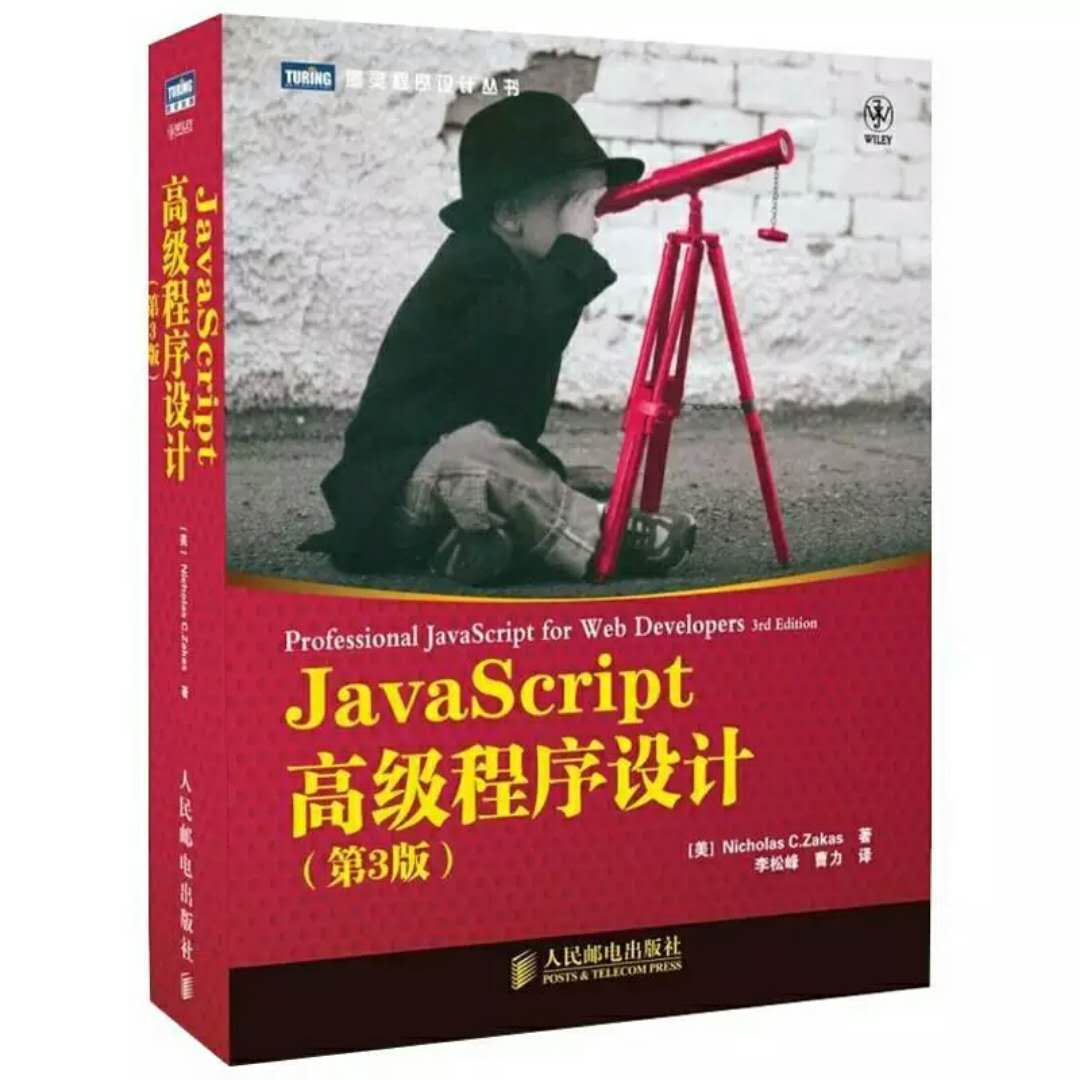 TURING
图灵程序设计丛书
WILEY
Professional JavaScript for Web Developers 3rd Edition
JavaScript
高级程序设计
(第3版)
[美] Nicholas C.Zakas 著
李松峰 曹力 译
人民邮电出版社
POSTS & TELECOM PRESS
TURING
WILEY
JavaScript
高级程序设计
(第3版)
[美] Nicholas C.Zakas 著
人民邮电出版社